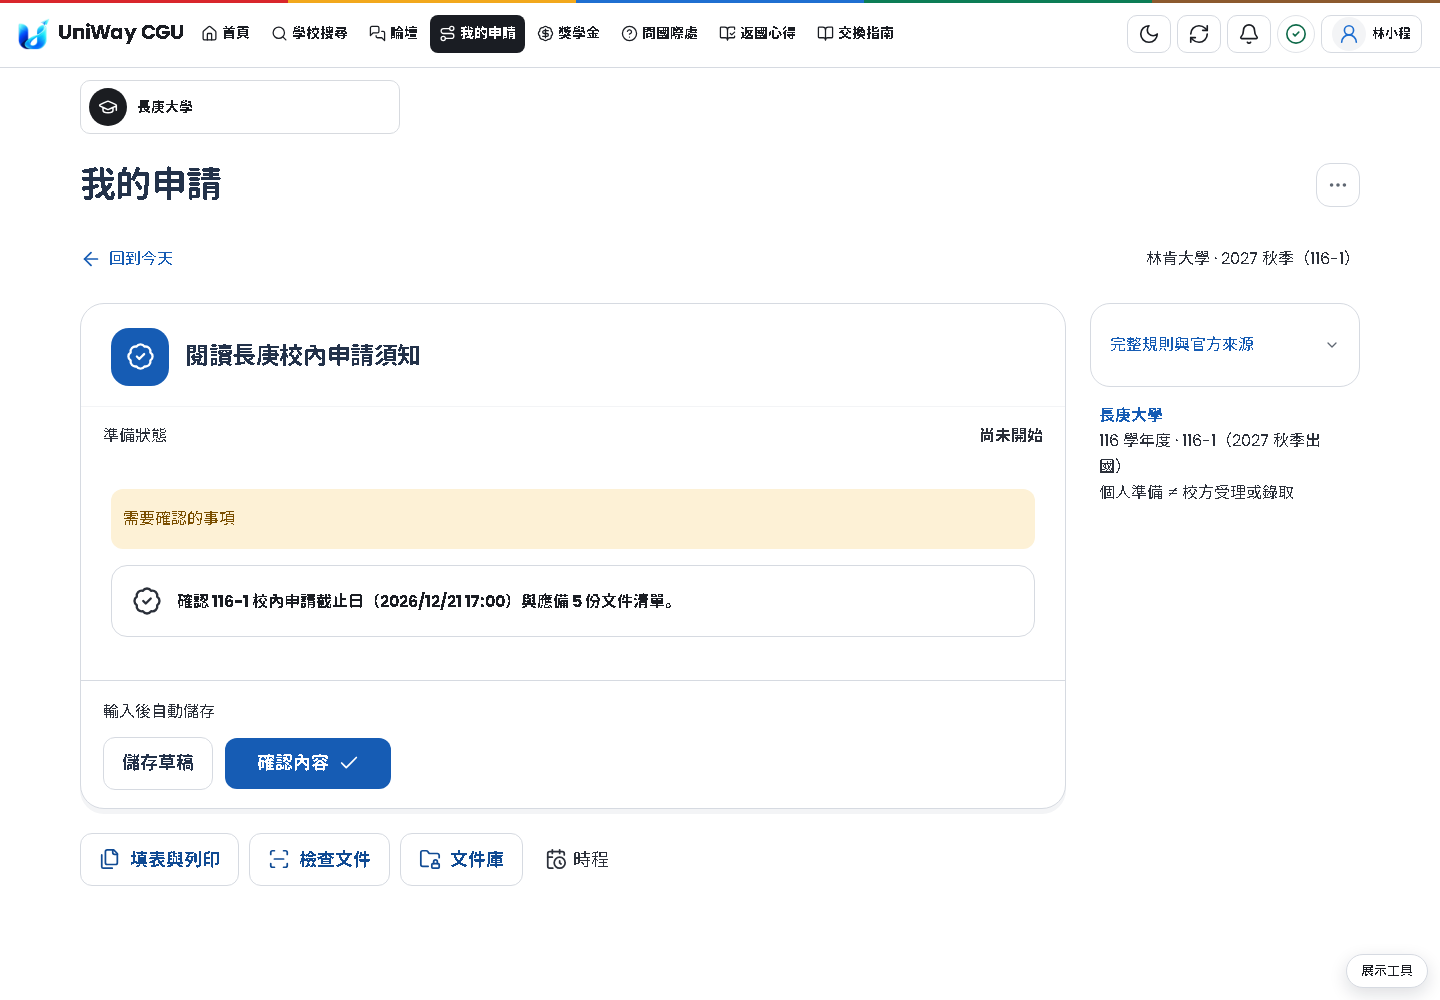 UniWay CGU
首頁
學校搜尋
論壇
我的申請
獎學金
問國際處
返國心得
交換指南
林小程
長庚大學
我的申請
回到今天
林肯大學 · 2027 秋季（116-1）
閱讀長庚校內申請須知
準備狀態
尚未開始
需要確認的事項
確認 116-1 校內申請截止日（2026/12/21 17:00）與應備 5 份文件清單。
輸入後自動儲存
儲存草稿
確認內容
完整規則與官方來源
長庚大學
116 學年度 · 116-1（2027 秋季出
國）
個人準備 ≠ 校方受理或錄取
填表與列印
檢查文件
文件庫
時程
展示工具